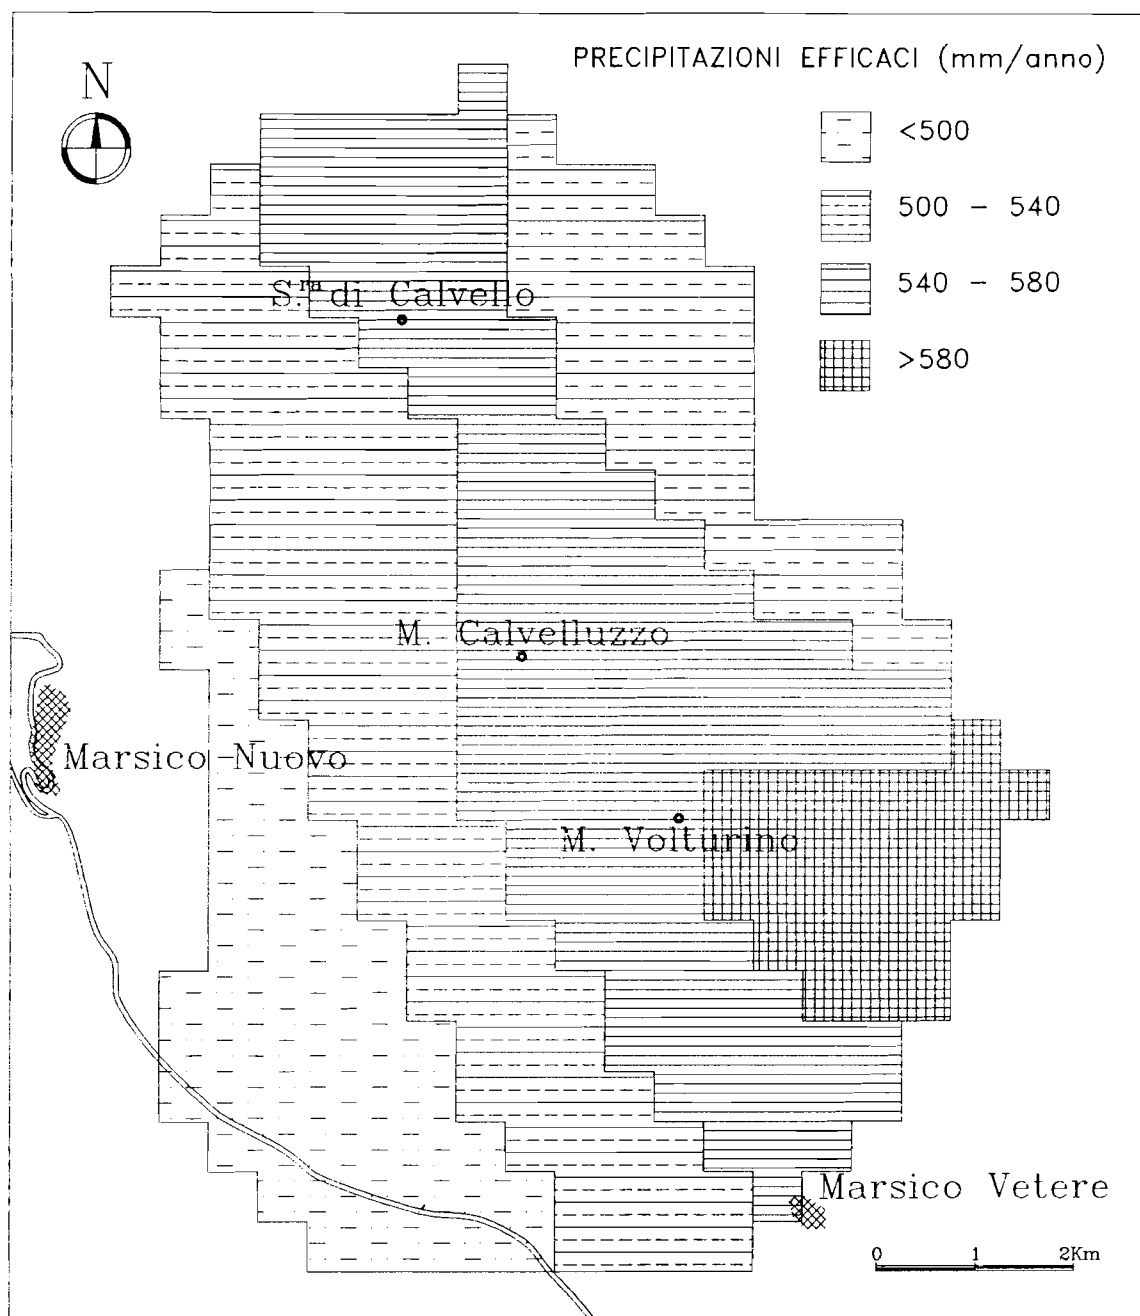 PRECIPITAZIONI EFFICACI (mm/anno)
N
<500
500 - 540
540 - 580
>580
S.ra di Calvello
M. Calvelluzzo
Marsico Nuovo
M. Volturino
Marsico Vetere
0 1 2Km